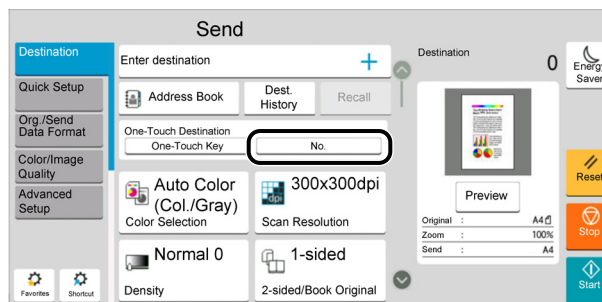 Send
Destination
Quick Setup
Org./Send
Data Format
Color/Image
Quality
Advanced
Setup
Favorites
Shortcut
Enter destination
+
Address Book
Dest.
History
Recall
One-Touch Destination
One-Touch Key
No.
Auto Color
(Col./Gray)
Color Selection
dpi
300x300dpi
Scan Resolution
Normal 0
Density
1-sided
2-sided/Book Original
Destination
0
Preview
Original : A4
Zoom : 100%
Send : A4
Energy
Saver
Reset
Stop
Start